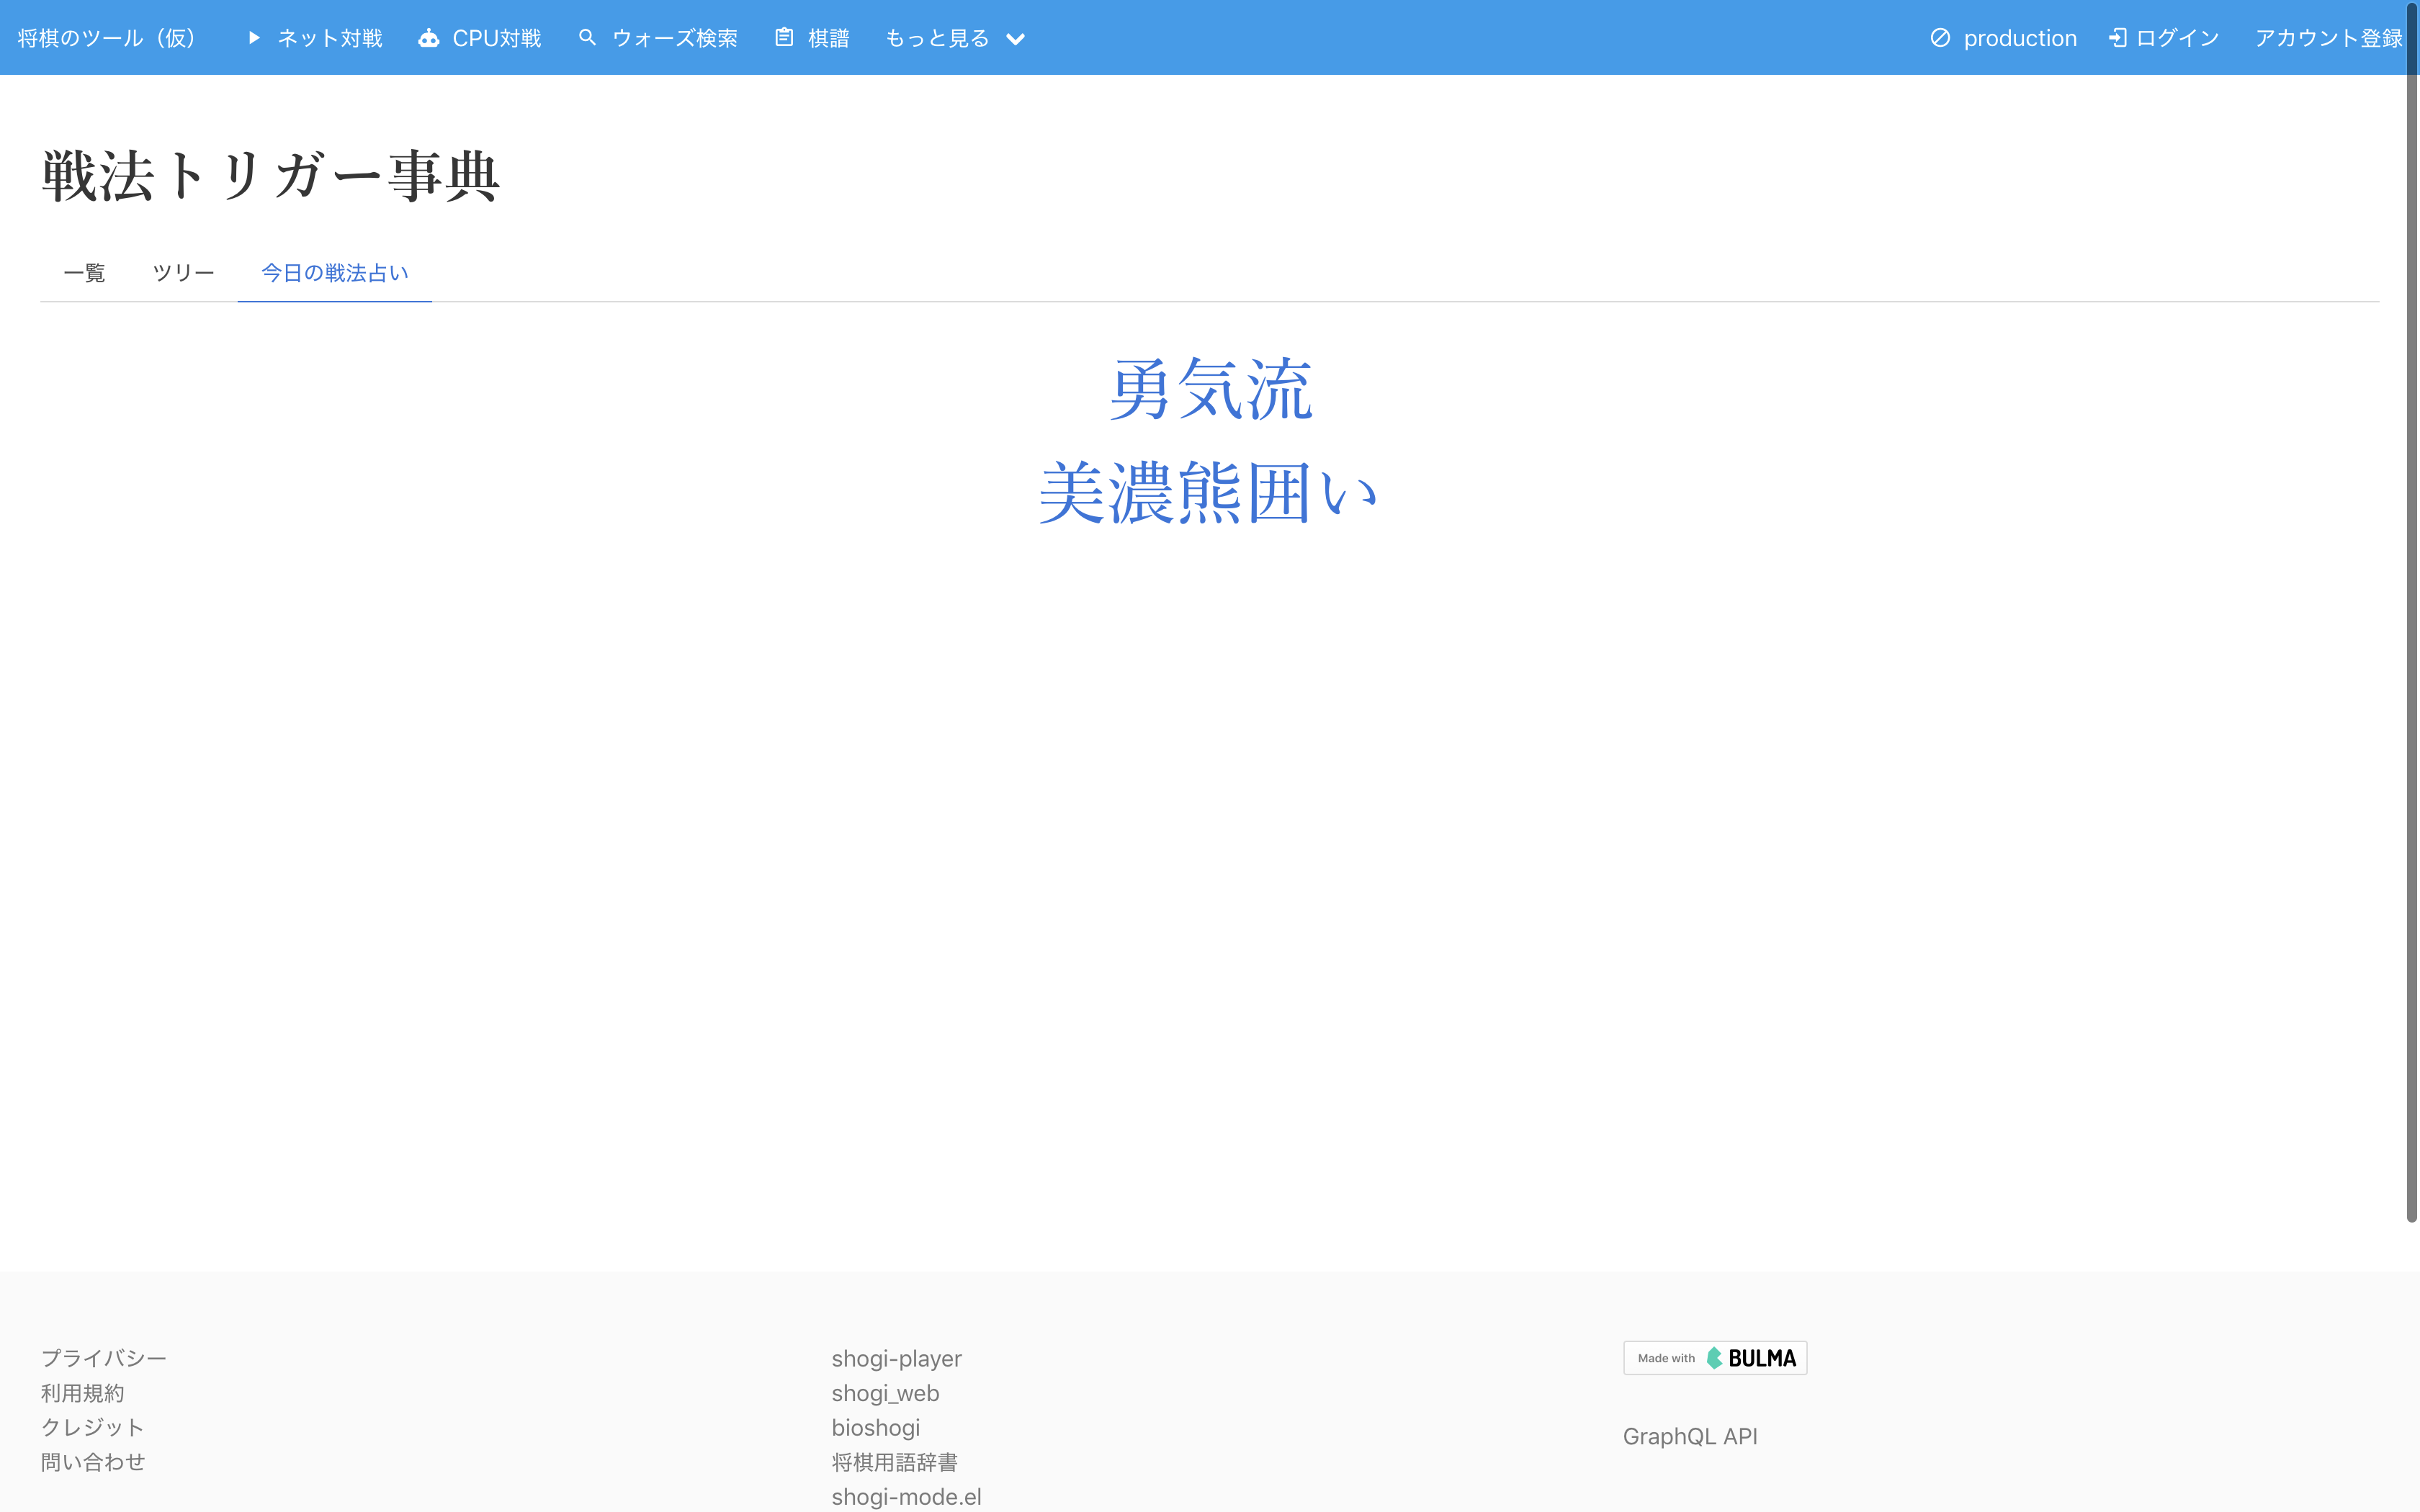 将棋のツール（仮） ネット対戦 CPU対戦 ウォーズ検索 棋譜 もっと見る production ログイン アカウント登録
戦法トリガー事典
一覧 ツリー 今日の戦法占い
勇気流
美濃熊囲い
プライバシー
利用規約
クレジット
問い合わせ
shogi-player
shogi_web
bioshogi
将棋用語辞書
shogi-mode.el
Made with BULMA
GraphQL API